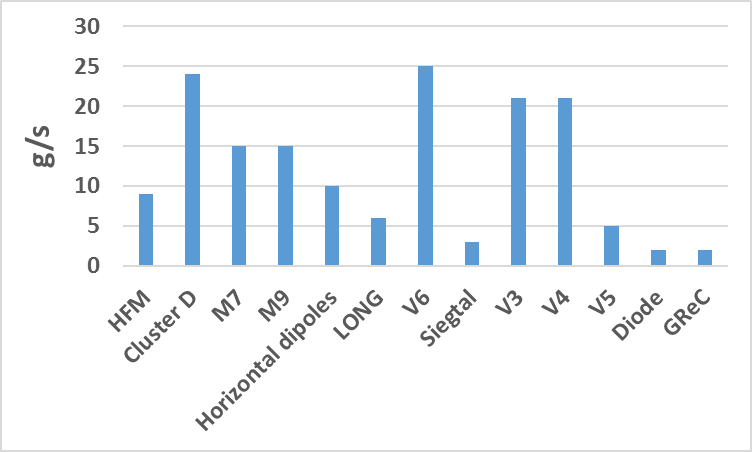 30
25
20
15
10
5
0
g/s
HFM
Cluster D
M7
M9
Horizontal dipoles
LONG
V6
Siegtal
V3
V4
V5
Diode
GReC